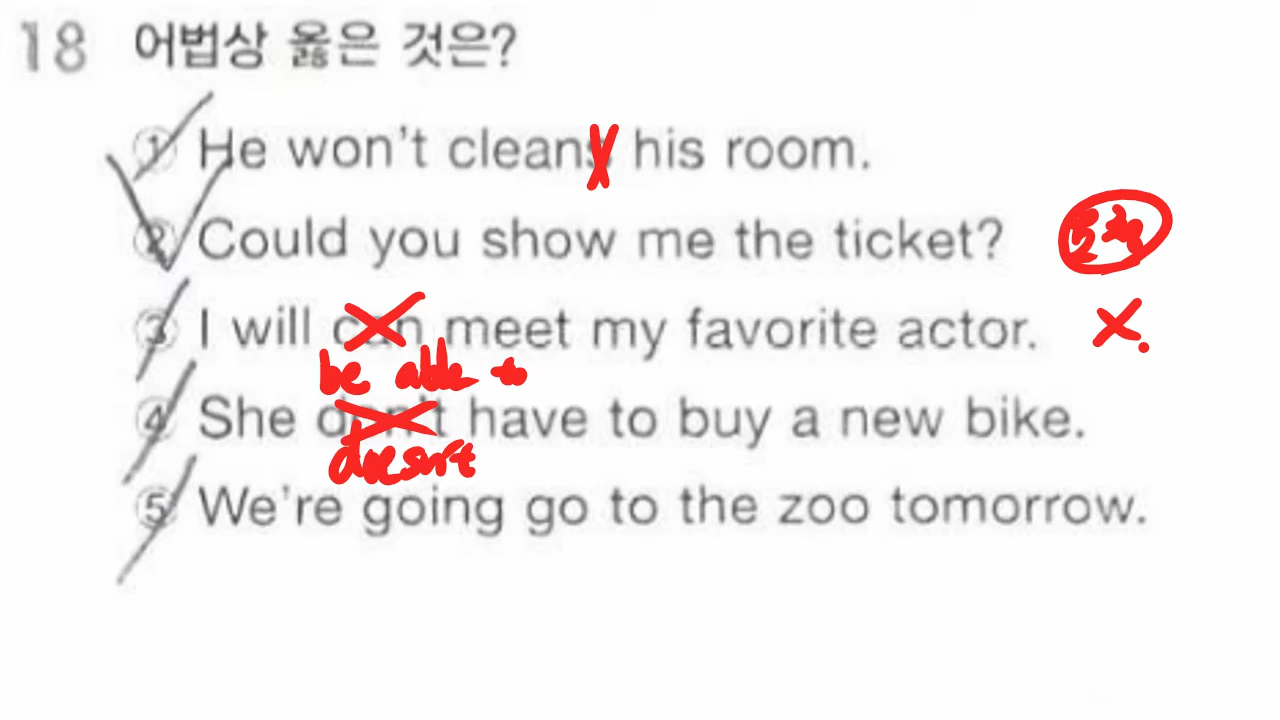 18 어법상 옳은 것은?
① He won't cleans his room.
② Could you show me the ticket?
③ I will can meet my favorite actor.
be able to
④ She don't have to buy a new bike.
doesn't
⑤ We're going go to the zoo tomorrow.